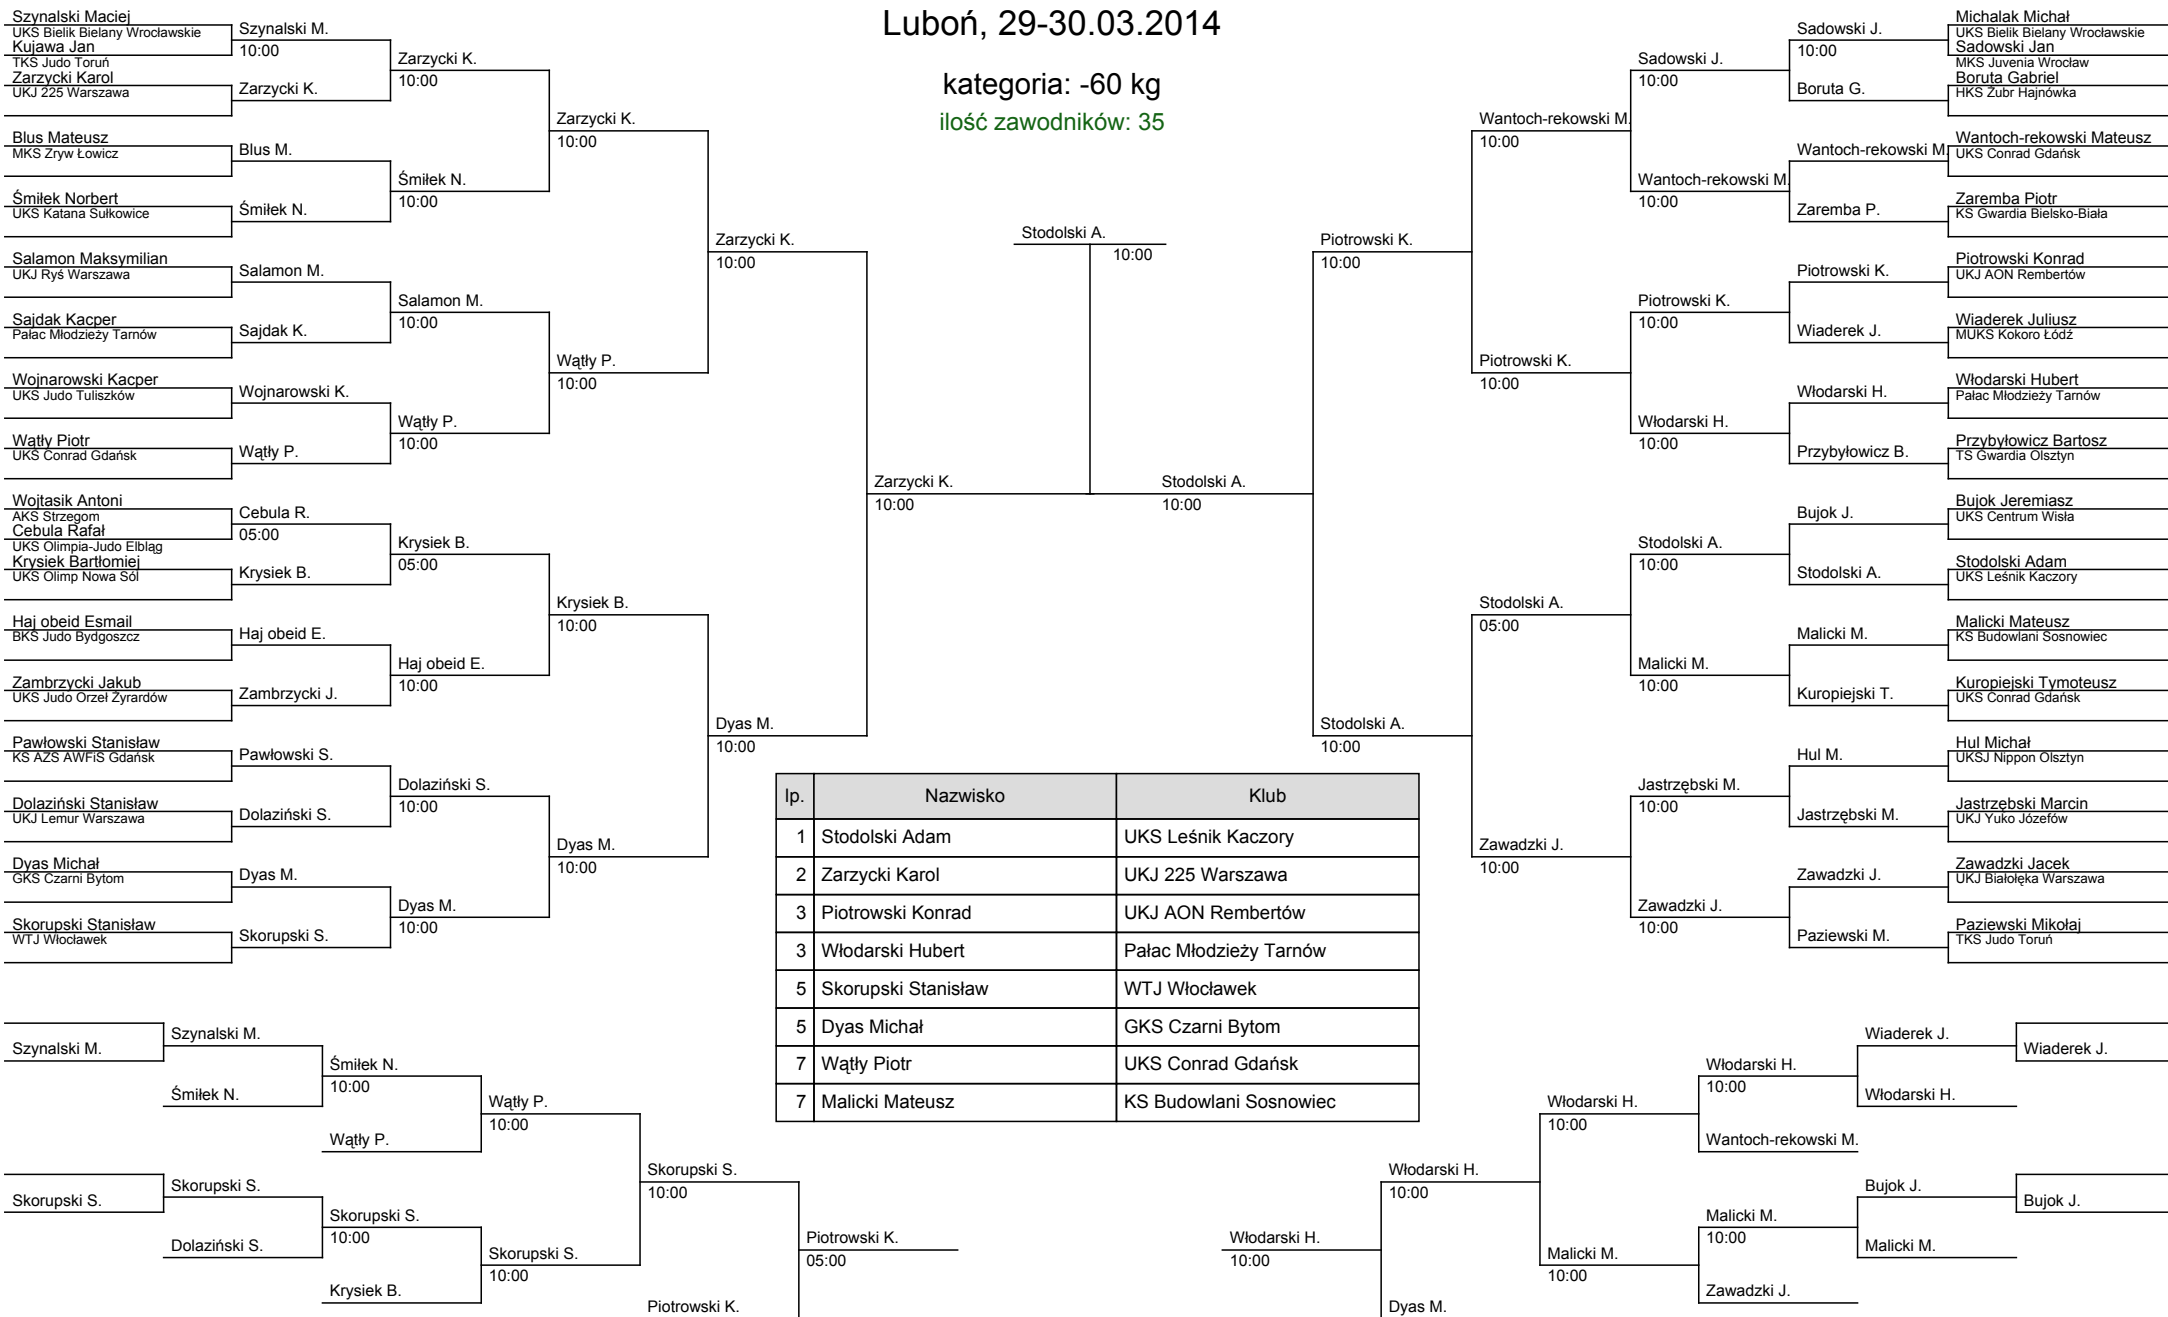 Luboń, 29-30.03.2014
kategoria: -60 kg
ilość zawodników: 35
Szynalski Maciej
UKS Bielik Bielany Wrocławskie
Kujawa Jan
TKS Judo Toruń
Zarzycki Karol
UKJ 225 Warszawa
Blus Mateusz
MKS Zryw Łowicz
Śmiłek Norbert
UKS Katana Sułkowice
Salamon Maksymilian
UKJ Ryś Warszawa
Sajdak Kacper
Pałac Młodzieży Tarnów
Wojnarowski Kacper
UKS Judo Tuliszków
Wątły Piotr
UKS Conrad Gdańsk
Wojtasik Antoni
AKS Strzegom
Cebula Rafał
UKS Olimpia-Judo Elbląg
Krysiek Bartłomiej
UKS Olimp Nowa Sól
Haj obeid Esmail
BKS Judo Bydgoszcz
Zambrzycki Jakub
UKS Judo Orzeł Żyrardów
Pawłowski Stanisław
KS AZS AWFiS Gdańsk
Dolaziński Stanisław
UKJ Lemur Warszawa
Dyas Michał
GKS Czarni Bytom
Skorupski Stanisław
WTJ Włocławek
Szynalski M.
10:00
Zarzycki K.
Blus M.
Śmiłek N.
Salamon M.
Sajdak K.
Wojnarowski K.
Wątły P.
Cebula R.
05:00
Krysiek B.
Haj obeid E.
Zambrzycki J.
Pawłowski S.
Dolaziński S.
Dyas M.
Skorupski S.
Zarzycki K.
10:00
Śmiłek N.
10:00
Salamon M.
10:00
Wątły P.
10:00
Krysiek B.
05:00
Haj obeid E.
10:00
Dolaziński S.
10:00
Dyas M.
10:00
Zarzycki K.
10:00
Wątły P.
10:00
Krysiek B.
10:00
Dyas M.
10:00
Zarzycki K.
10:00
Dyas M.
10:00
Zarzycki K.
10:00
Stodolski A.
10:00
Stodolski A.
10:00
Piotrowski K.
10:00
Stodolski A.
10:00
Wantoch-rekowski M.
10:00
Piotrowski K.
10:00
Stodolski A.
05:00
Zawadzki J.
10:00
Sadowski J.
10:00
Wantoch-rekowski M.
10:00
Piotrowski K.
10:00
Włodarski H.
10:00
Stodolski A.
10:00
Malicki M.
10:00
Jastrzębski M.
10:00
Zawadzki J.
10:00
Sadowski J.
10:00
Boruta G.
Wantoch-rekowski M.
Zaremba P.
Piotrowski K.
Wiaderek J.
Włodarski H.
Przybyłowicz B.
Bujok J.
Stodolski A.
Malicki M.
Kuropiejski T.
Hul M.
Jastrzębski M.
Zawadzki J.
Paziewski M.
Michalak Michał
UKS Bielik Bielany Wrocławskie
Sadowski Jan
MKS Juvenia Wrocław
Boruta Gabriel
HKS Żubr Hajnówka
Wantoch-rekowski Mateusz
UKS Conrad Gdańsk
Zaremba Piotr
KS Gwardia Bielsko-Biała
Piotrowski Konrad
UKJ AON Rembertów
Wiaderek Juliusz
MUKS Kokoro Łódź
Włodarski Hubert
Pałac Młodzieży Tarnów
Przybyłowicz Bartosz
TS Gwardia Olsztyn
Bujok Jeremiasz
UKS Centrum Wisła
Stodolski Adam
UKS Leśnik Kaczory
Malicki Mateusz
KS Budowlani Sosnowiec
Kuropiejski Tymoteusz
UKS Conrad Gdańsk
Hul Michał
UKSJ Nippon Olsztyn
Jastrzębski Marcin
UKJ Yuko Józefów
Zawadzki Jacek
UKJ Białołęka Warszawa
Paziewski Mikołaj
TKS Judo Toruń
lp. Nazwisko Klub
1 Stodolski Adam UKS Leśnik Kaczory
2 Zarzycki Karol UKJ 225 Warszawa
3 Piotrowski Konrad UKJ AON Rembertów
3 Włodarski Hubert Pałac Młodzieży Tarnów
5 Skorupski Stanisław WTJ Włocławek
5 Dyas Michał GKS Czarni Bytom
7 Wątły Piotr UKS Conrad Gdańsk
7 Malicki Mateusz KS Budowlani Sosnowiec
Szynalski M.
Skorupski S.
Szynalski M.
Śmiłek N.
Skorupski S.
Dolaziński S.
Śmiłek N.
10:00
Wątły P.
Skorupski S.
10:00
Krysiek B.
Wątły P.
10:00
Skorupski S.
10:00
Skorupski S.
10:00
Piotrowski K.
Piotrowski K.
05:00
Włodarski H.
10:00
Włodarski H.
10:00
Dyas M.
Włodarski H.
10:00
Malicki M.
10:00
Włodarski H.
10:00
Wantoch-rekowski M.
Malicki M.
10:00
Zawadzki J.
Wiaderek J.
Włodarski H.
Bujok J.
Malicki M.
Wiaderek J.
Bujok J.